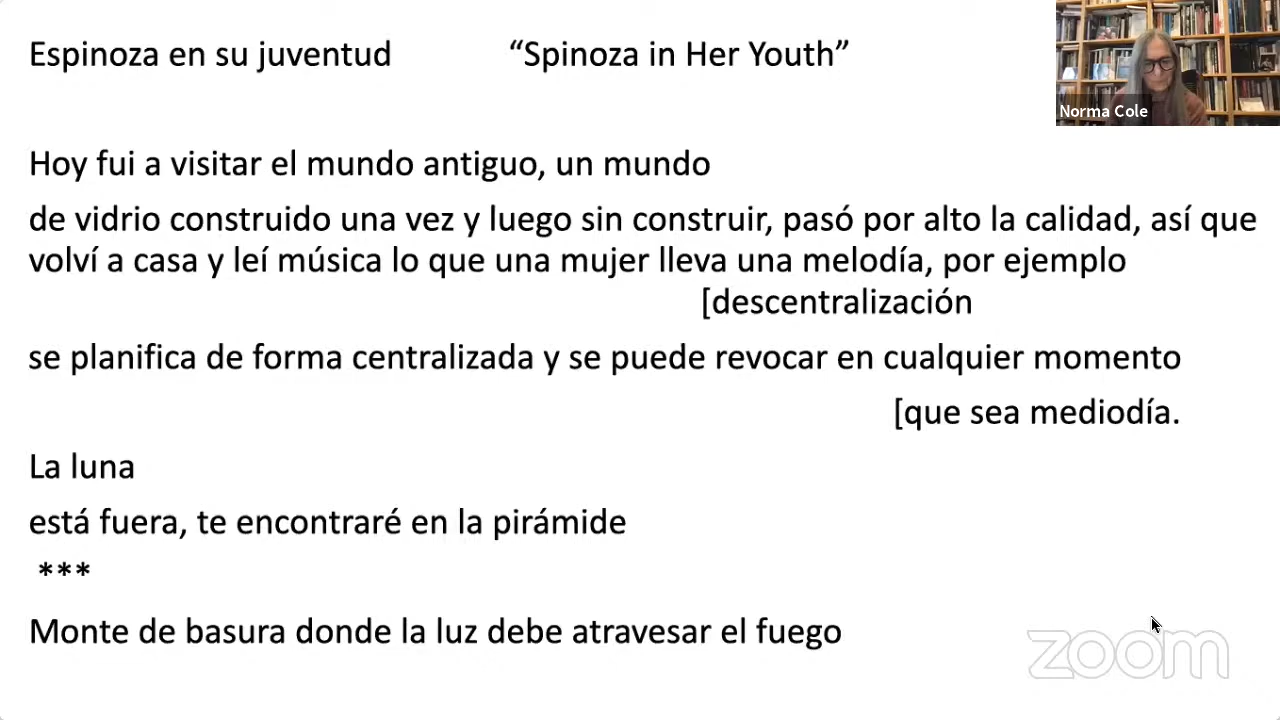 Espinoza en su juventud “Spinoza in Her Youth”
Norma Cole
Hoy fui a visitar el mundo antiguo, un mundo
de vidrio construido una vez y luego sin construir, pasó por alto la calidad, así que
volví a casa y leí música lo que una mujer lleva una melodía, por ejemplo
[descentralización
se planifica de forma centralizada y se puede revocar en cualquier momento
[que sea mediodía.
La luna
está fuera, te encontraré en la pirámide
***
Monte de basura donde la luz debe atravesar el fuego
zoom